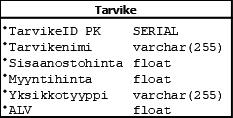 Tarvike
*TarvikeID PK SERIAL
*Tarvikenimi varchar(255)
*Sisaanostohinta float
*Myyntihinta float
*Yksikkotyyppi varchar(255)
*ALV float